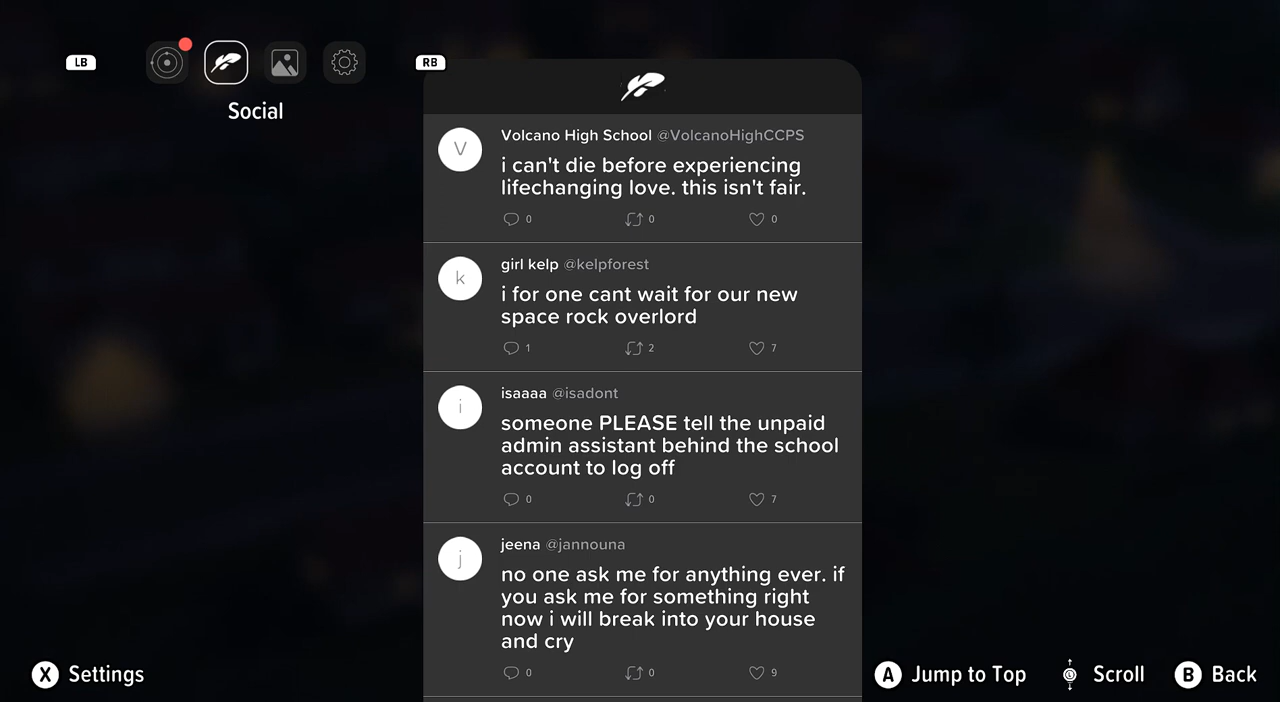 LB
RB
Social
Volcano High School @VolcanoHighCCPS
V
i can't die before experiencing
lifechanging love. this isn't fair.
0 0 0
girl kelp @kelpforest
k
i for one cant wait for our new
space rock overlord
1 2 7
isaaaa @isadont
i
someone PLEASE tell the unpaid
admin assistant behind the school
account to log off
0 0 7
jeena @jannouna
j
no one ask me for anything ever. if
you ask me for something right
now i will break into your house
and cry
0 0 9
X Settings
A Jump to Top
Scroll
B Back